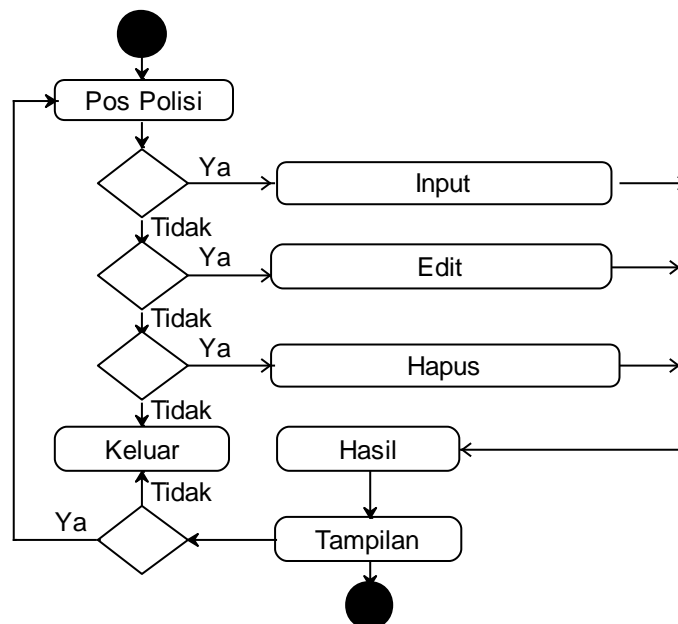 Pos Polisi
Ya
Input
Tidak
Ya
Edit
Tidak
Ya
Hapus
Tidak
Keluar
Hasil
Tidak
Ya
Tampilan